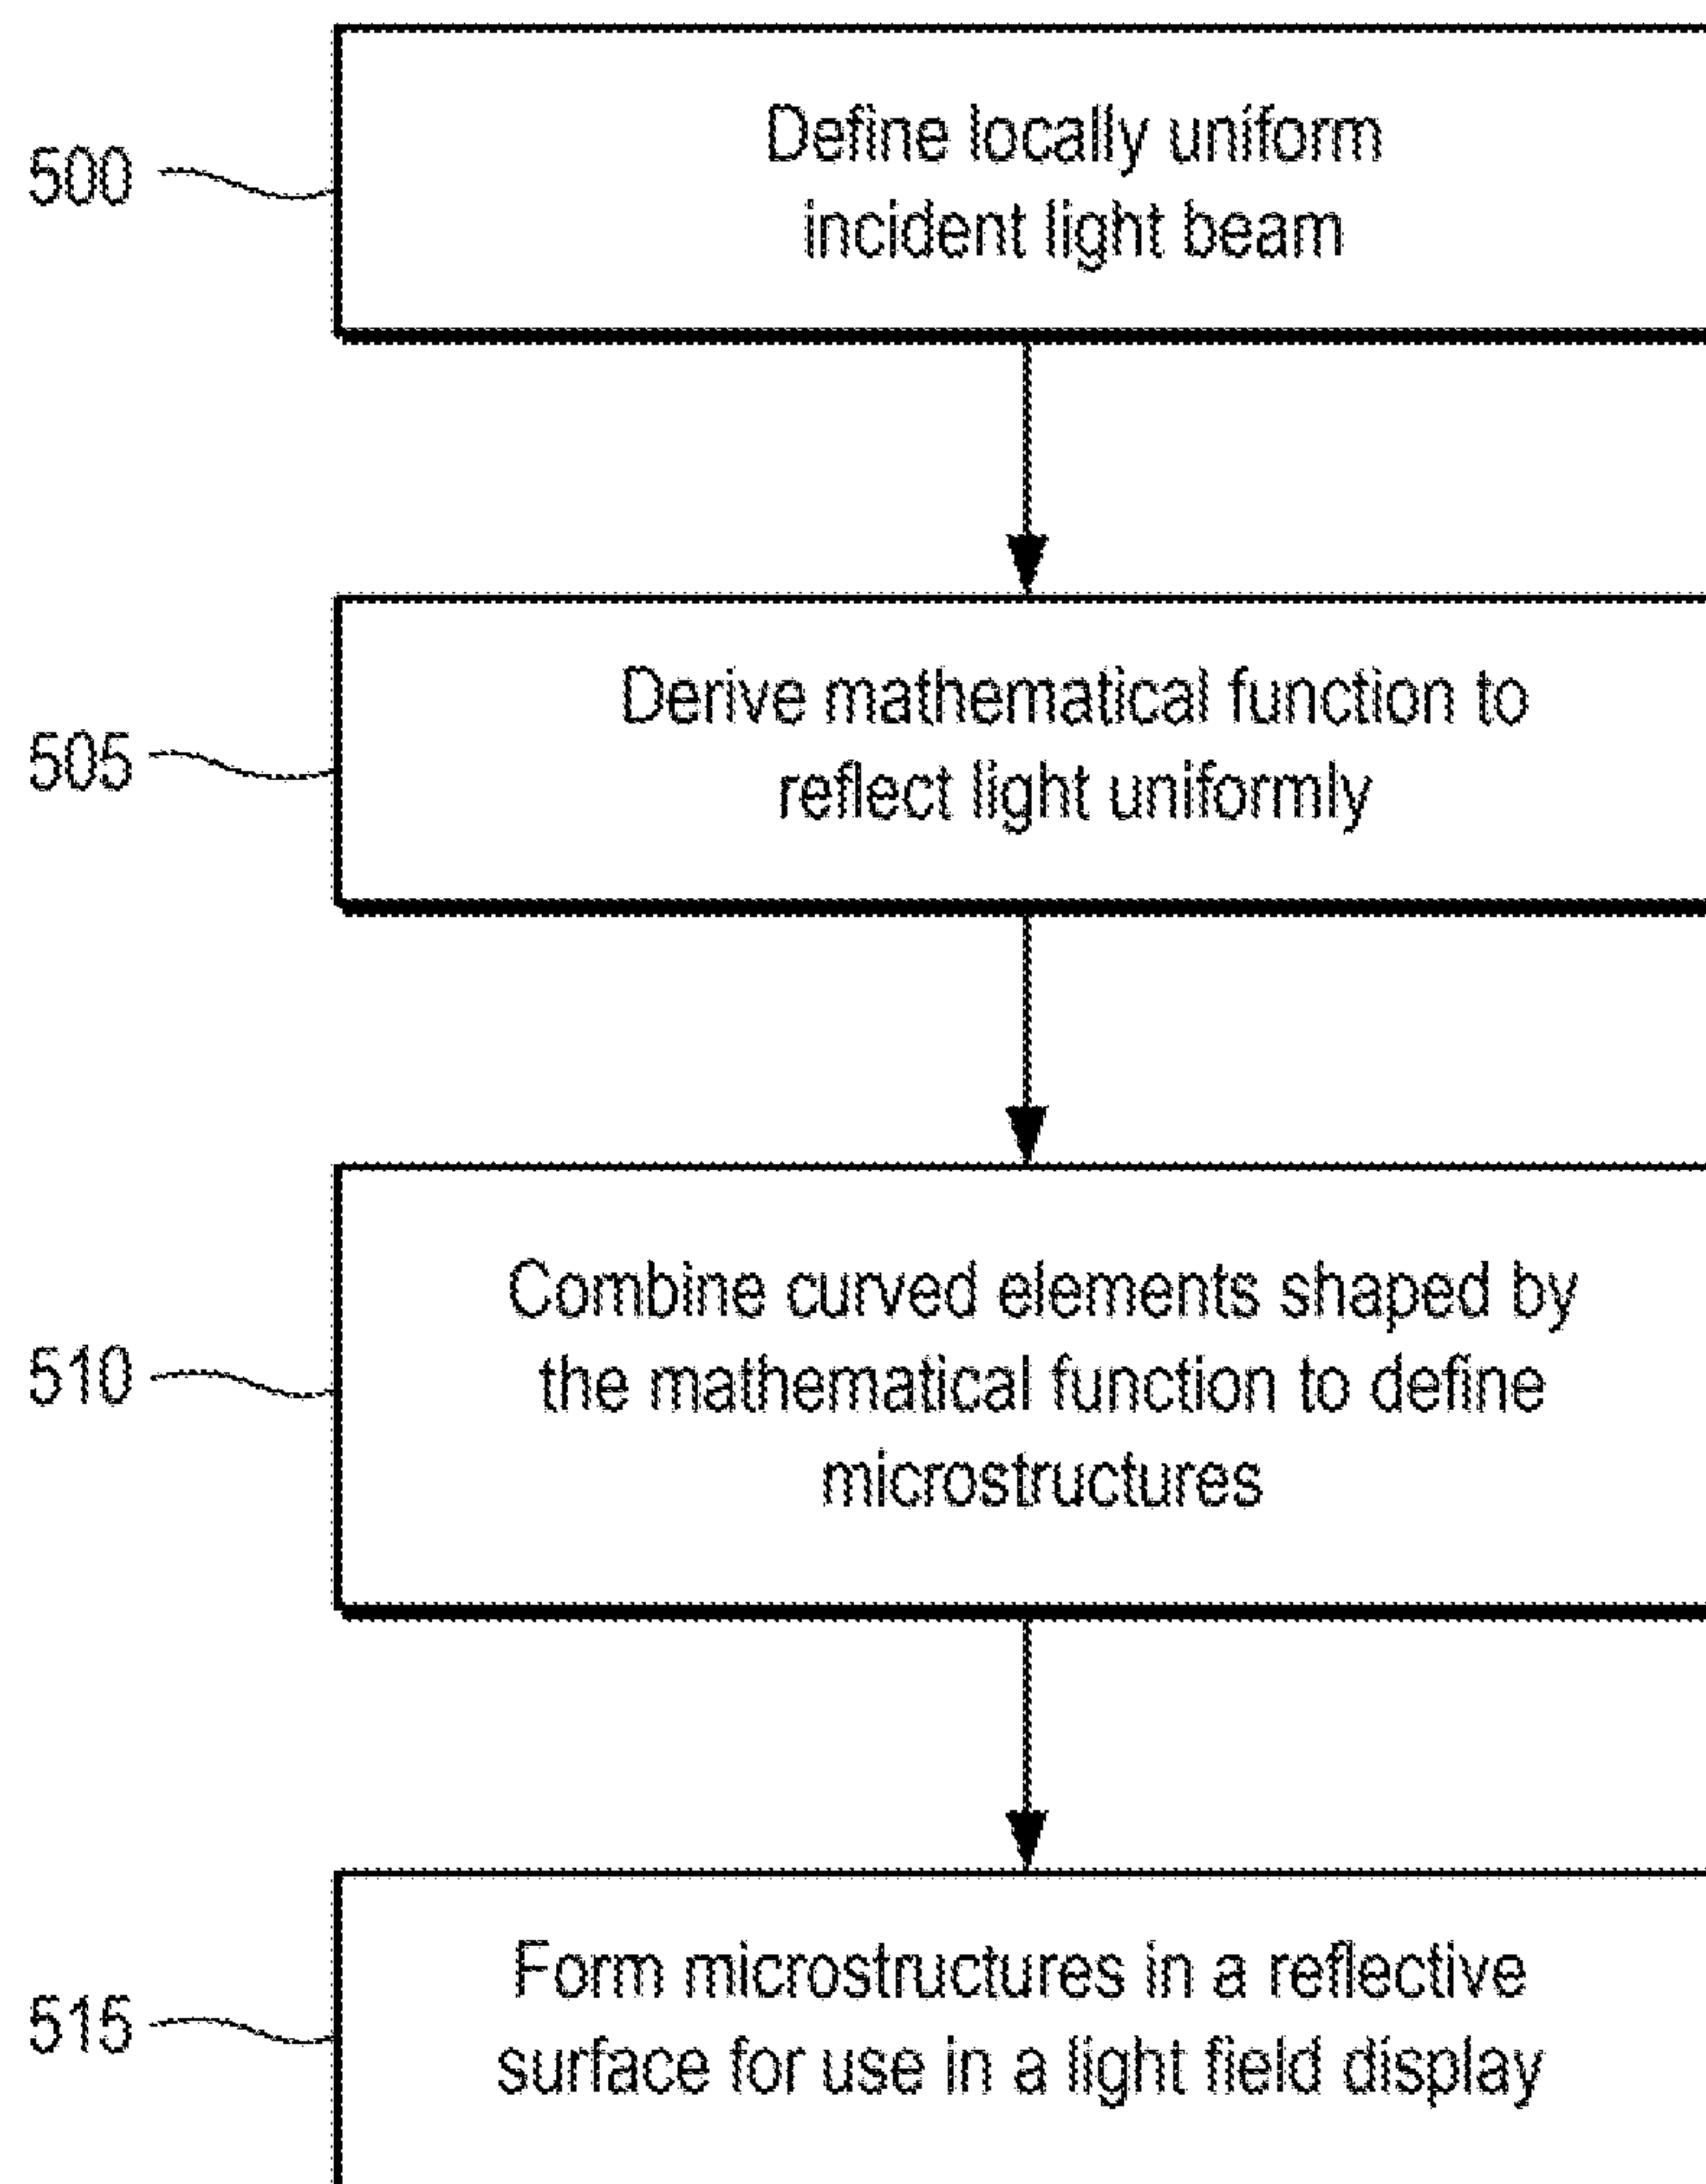 500
Define locally uniform
incident light beam
505
Derive mathematical function to
reflect light uniformly
510
Combine curved elements shaped by
the mathematical function to define
microstructures
515
Form microstructures in a reflective
surface for use in a light field display